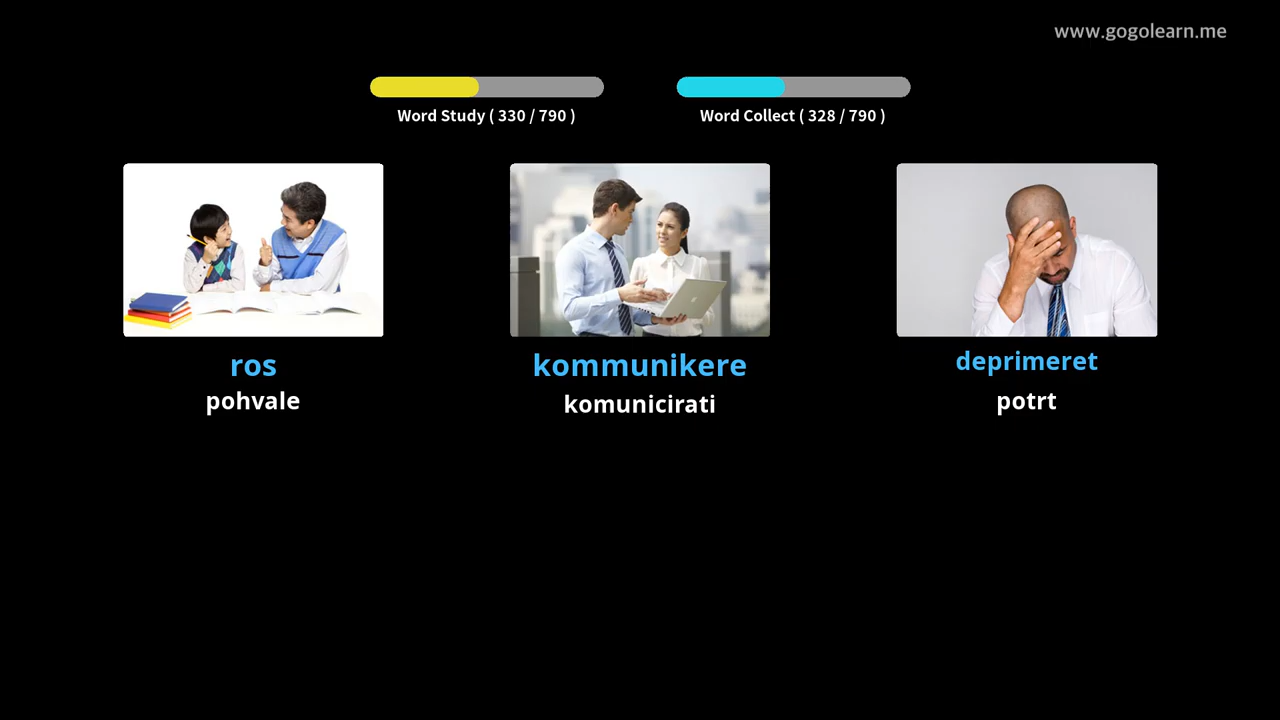 www.gogolearn.me
Word Study ( 330 / 790 )
Word Collect ( 328 / 790 )
ros
pohvale
kommunikere
komunicirati
deprimeret
potrt